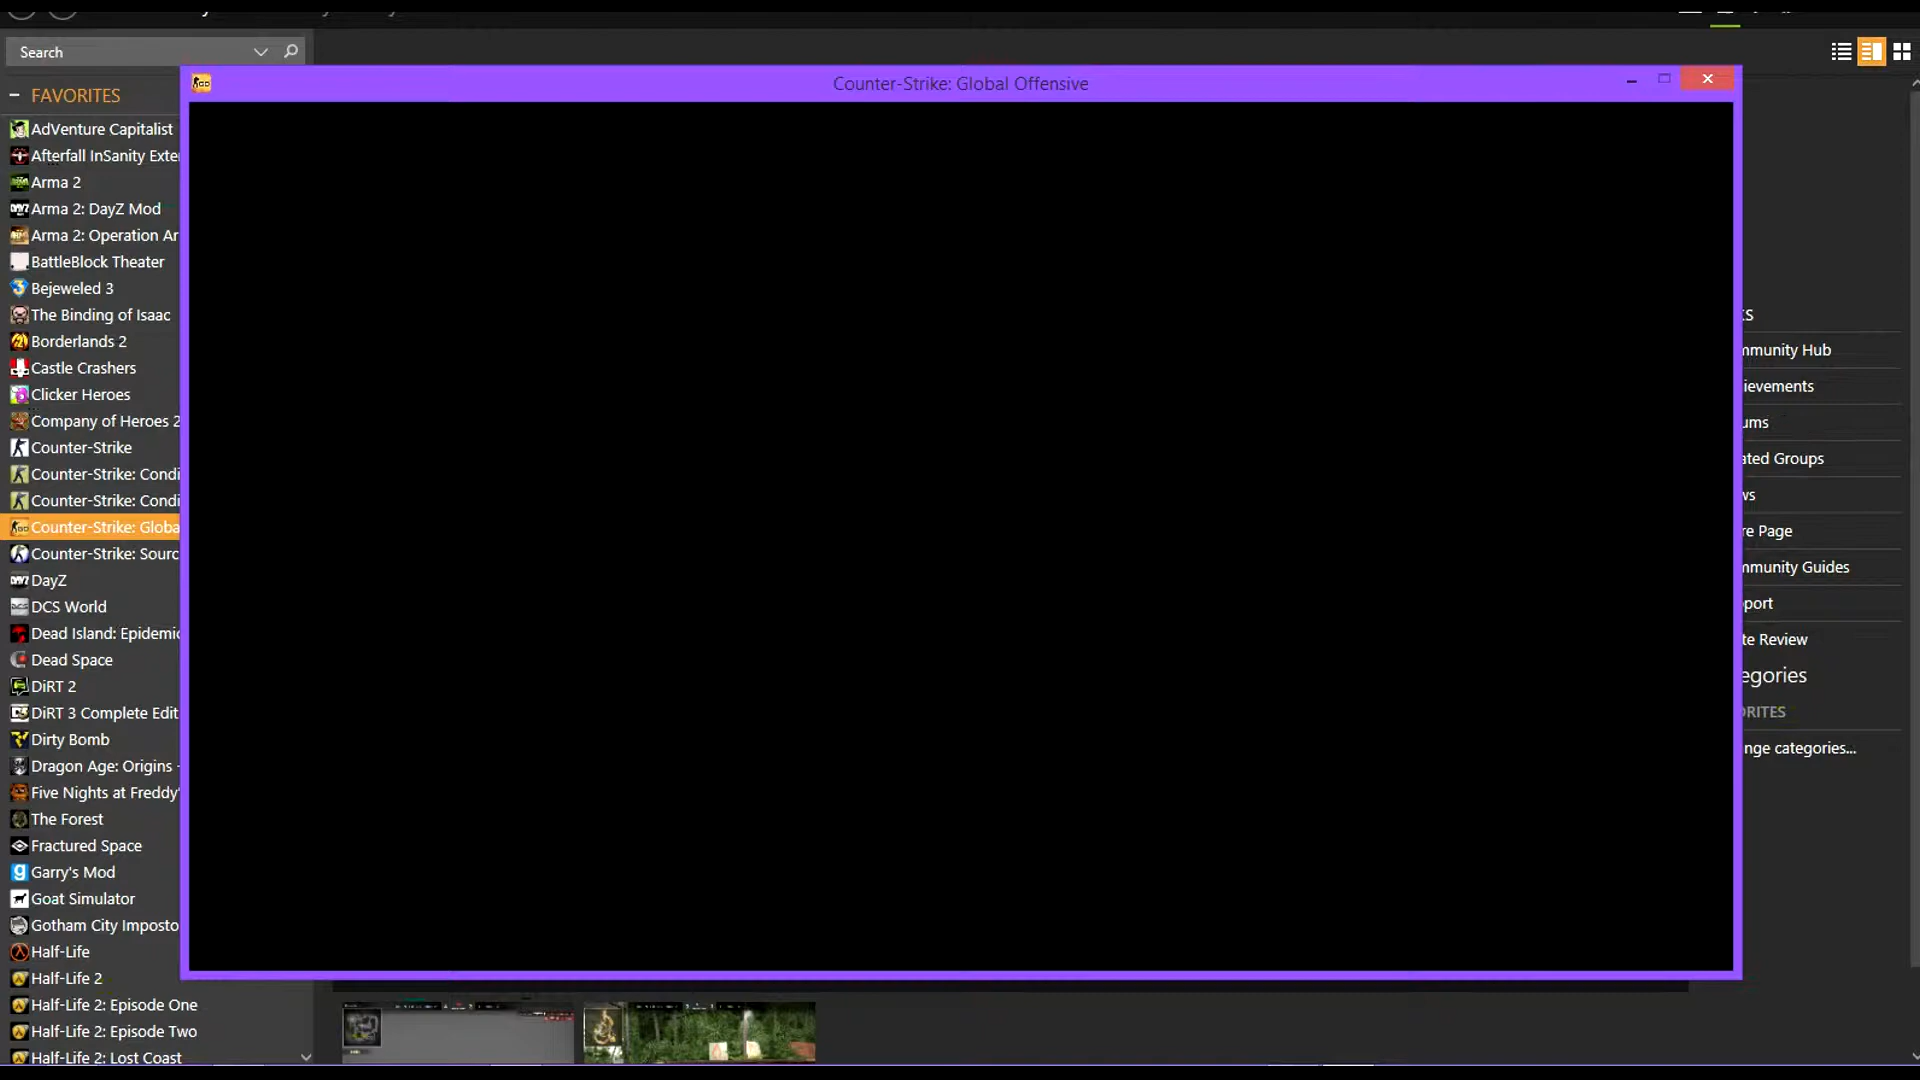 Search
Counter-Strike: Global Offensive
FAVORITES
AdVenture Capitalist
Afterfall InSanity Exte
Arma 2
Arma 2: DayZ Mod
Arma 2: Operation Ar
BattleBlock Theater
Bejeweled 3
The Binding of Isaac
Borderlands 2
Castle Crashers
Clicker Heroes
Company of Heroes 2
Counter-Strike
Counter-Strike: Condi
Counter-Strike: Condi
Counter-Strike: Globa
Counter-Strike: Sourc
DayZ
DCS World
Dead Island: Epidemic
Dead Space
DiRT 2
DiRT 3 Complete Edit
Dirty Bomb
Dragon Age: Origins -
Five Nights at Freddy'
The Forest
Fractured Space
Garry's Mod
Goat Simulator
Gotham City Imposto
Half-Life
Half-Life 2
Half-Life 2: Episode One
Half-Life 2: Episode Two
Half-Life 2: Lost Coast
KS
mmunity Hub
ievements
ums
ated Groups
ws
re Page
mmunity Guides
port
te Review
egories
ORITES
nge categories...